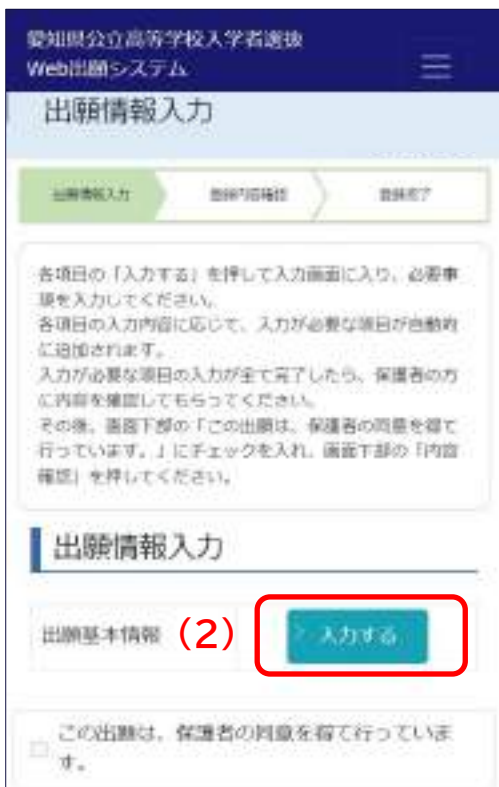 愛知県公立高等学校入学者選抜
Web出願システム
出願情報入力
出願情報入力
登録内容確認
登録完了
各項目の「入力する」を押して入力画面に入り、必要事
項を入力してください。
各項目の入力内容に応じて、入力が必要な項目が自動的
に追加されます。
入力が必要な項目の入力が全て完了したら、保護者の方
に内容を確認してもらってください。
その後、画面下部の「この出願は、保護者の同意を得て
行っています。」にチェックを入れ、画面下部の「内容
確認」を押してください。
出願情報入力
出願基本情報 (2) 入力する
この出願は、保護者の同意を得て行っていま
す。